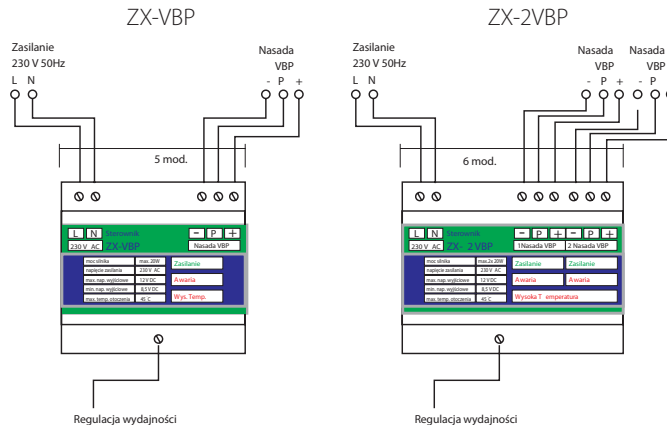 ZX-VBP
Zasilanie
230 V 50Hz
L N
Nasada
VBP
- P +
5 mod.
L N
230 V AC
Sterownik
ZX-VBP
- P +
Nasada VBP
moc silnika max. 20W
napięcie zasilania 230 V AC
max. nap. wyjściowe 12 V DC
min. nap. wyjściowe 8,5 V DC
max. temp. otoczenia 45°C
Zasilanie
Awaria
Wys. Temp.
Regulacja wydajności
ZX-2VBP
Zasilanie
230 V 50Hz
L N
Nasada
VBP
- P +
Nasada
VBP
- P
6 mod.
L N
230 V AC
Sterownik
ZX- 2VBP
- P + - P +
1Nasada VBP 2 Nasada VBP
moc silnika max.2x 20W
napięcie zasilania 230 V AC
max. nap. wyjściowe 12 V DC
min. nap. wyjściowe 8,5 V DC
max. temp. otoczenia 45°C
Zasilanie Zasilanie
Awaria Awaria
Wysoka T emperatura
Regulacja wydajności